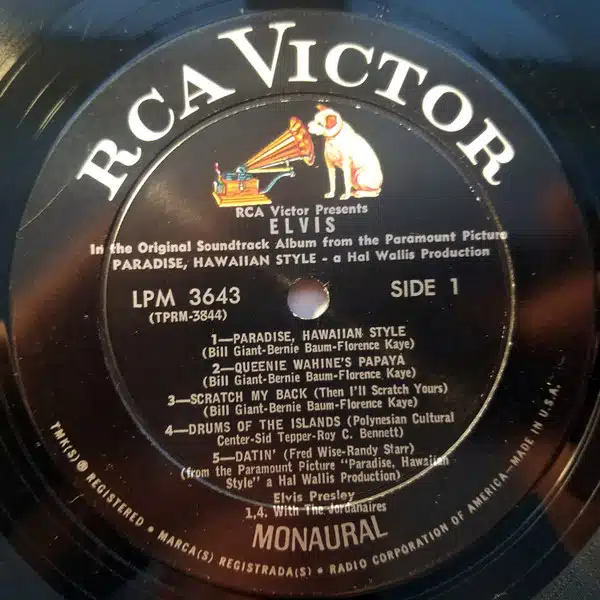 RCA VICTOR
RCA Victor Presents
ELVIS
In the Original Soundtrack Album from the Paramount Picture
PARADISE, HAWAIIAN STYLE - a Hal Wallis Production
LPM 3643
(TPRM-3844)
SIDE 1
1—PARADISE, HAWAIIAN STYLE
(Bill Giant-Bernie Baum-Florence Kaye)
2—QUEENIE WAHINE'S PAPAYA
(Bill Giant-Bernie Baum-Florence Kaye)
3—SCRATCH MY BACK (Then I'll Scratch Yours)
(Bill Giant-Bernie Baum-Florence Kaye)
4—DRUMS OF THE ISLANDS (Polynesian Cultural
Center-Sid Tepper-Roy C. Bennett)
5—DATIN' (Fred Wise-Randy Starr)
(from the Paramount Picture "Paradise, Hawaiian
Style" a Hal Wallis Production)
Elvis Presley
1,4, With The Jordanaires
MONAURAL
TMK(S) ® REGISTERED • MARCA(S) REGISTRADA(S) • RADIO CORPORATION OF AMERICA—MADE IN U.S.A.